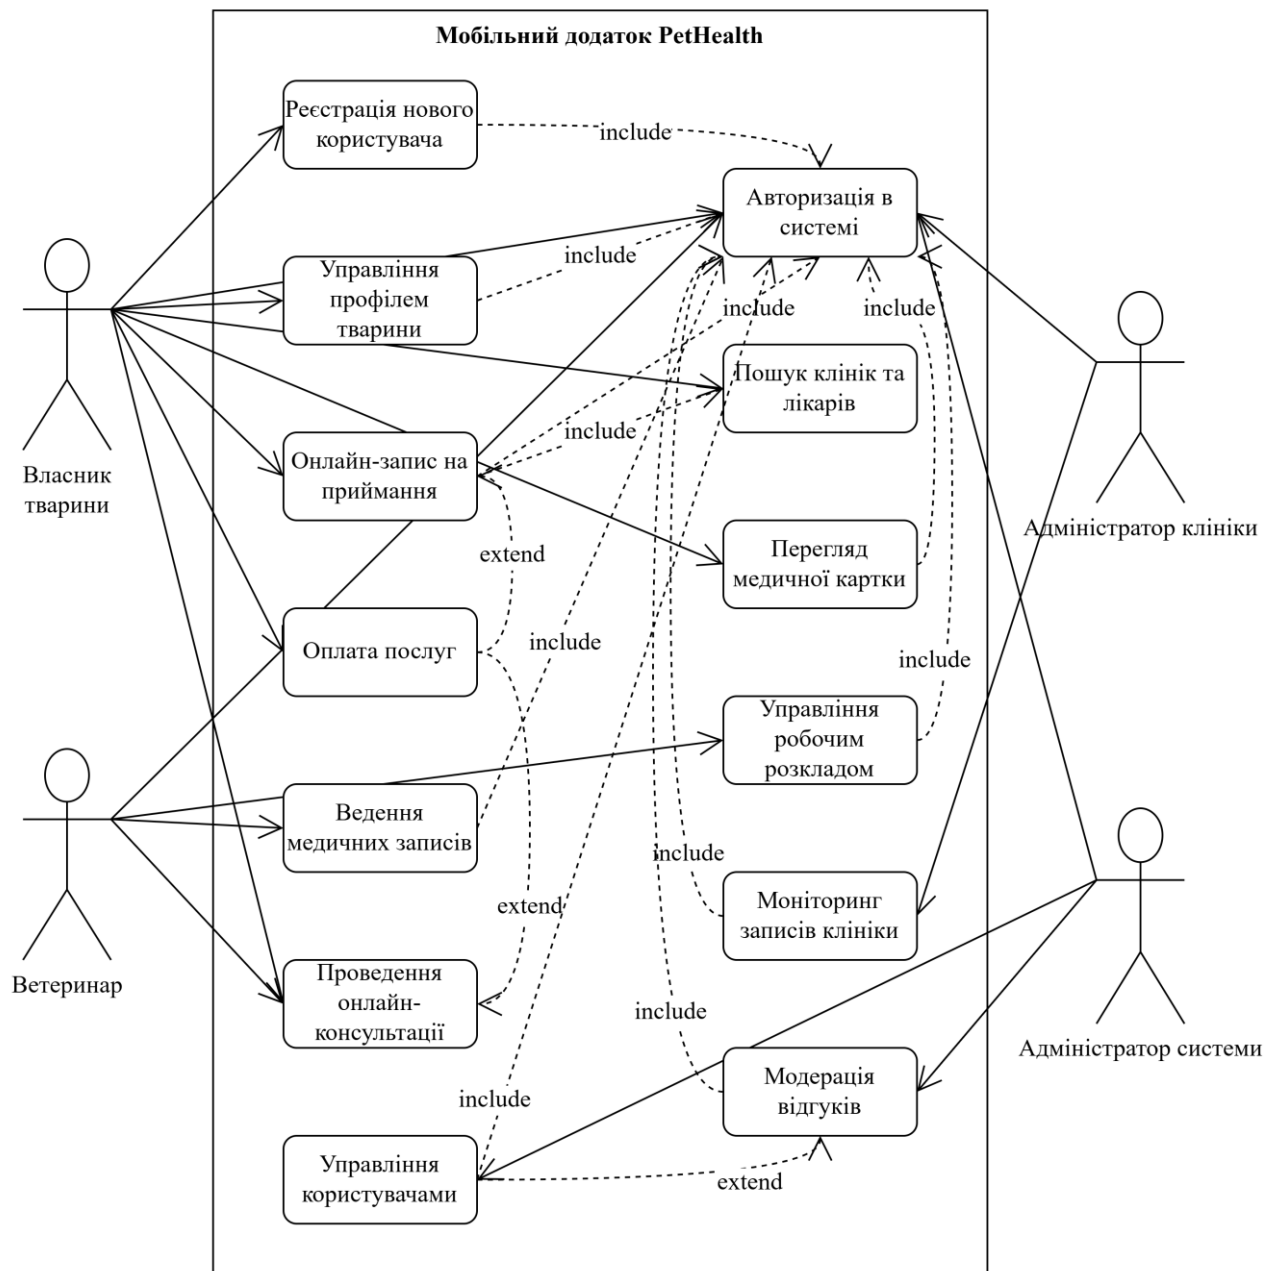 Мобільний додаток PetHealth
Реєстрація нового
користувача
include
Авторизація в
системі
include
Управління
профілем
тварини
include
include
Пошук клінік та
лікарів
include
Власник
тварини
Онлайн-запис на
приймання
extend
Перегляд
медичної картки
Адміністратор клініки
Оплата послуг
include
include
Управління
робочим
розкладом
Ведення
медичних записів
include
Моніторинг
записів клініки
extend
Ветеринар
Проведення
онлайн-
консультації
include
Адміністратор системи
Модерація
відгуків
include
Управління
користувачами
extend